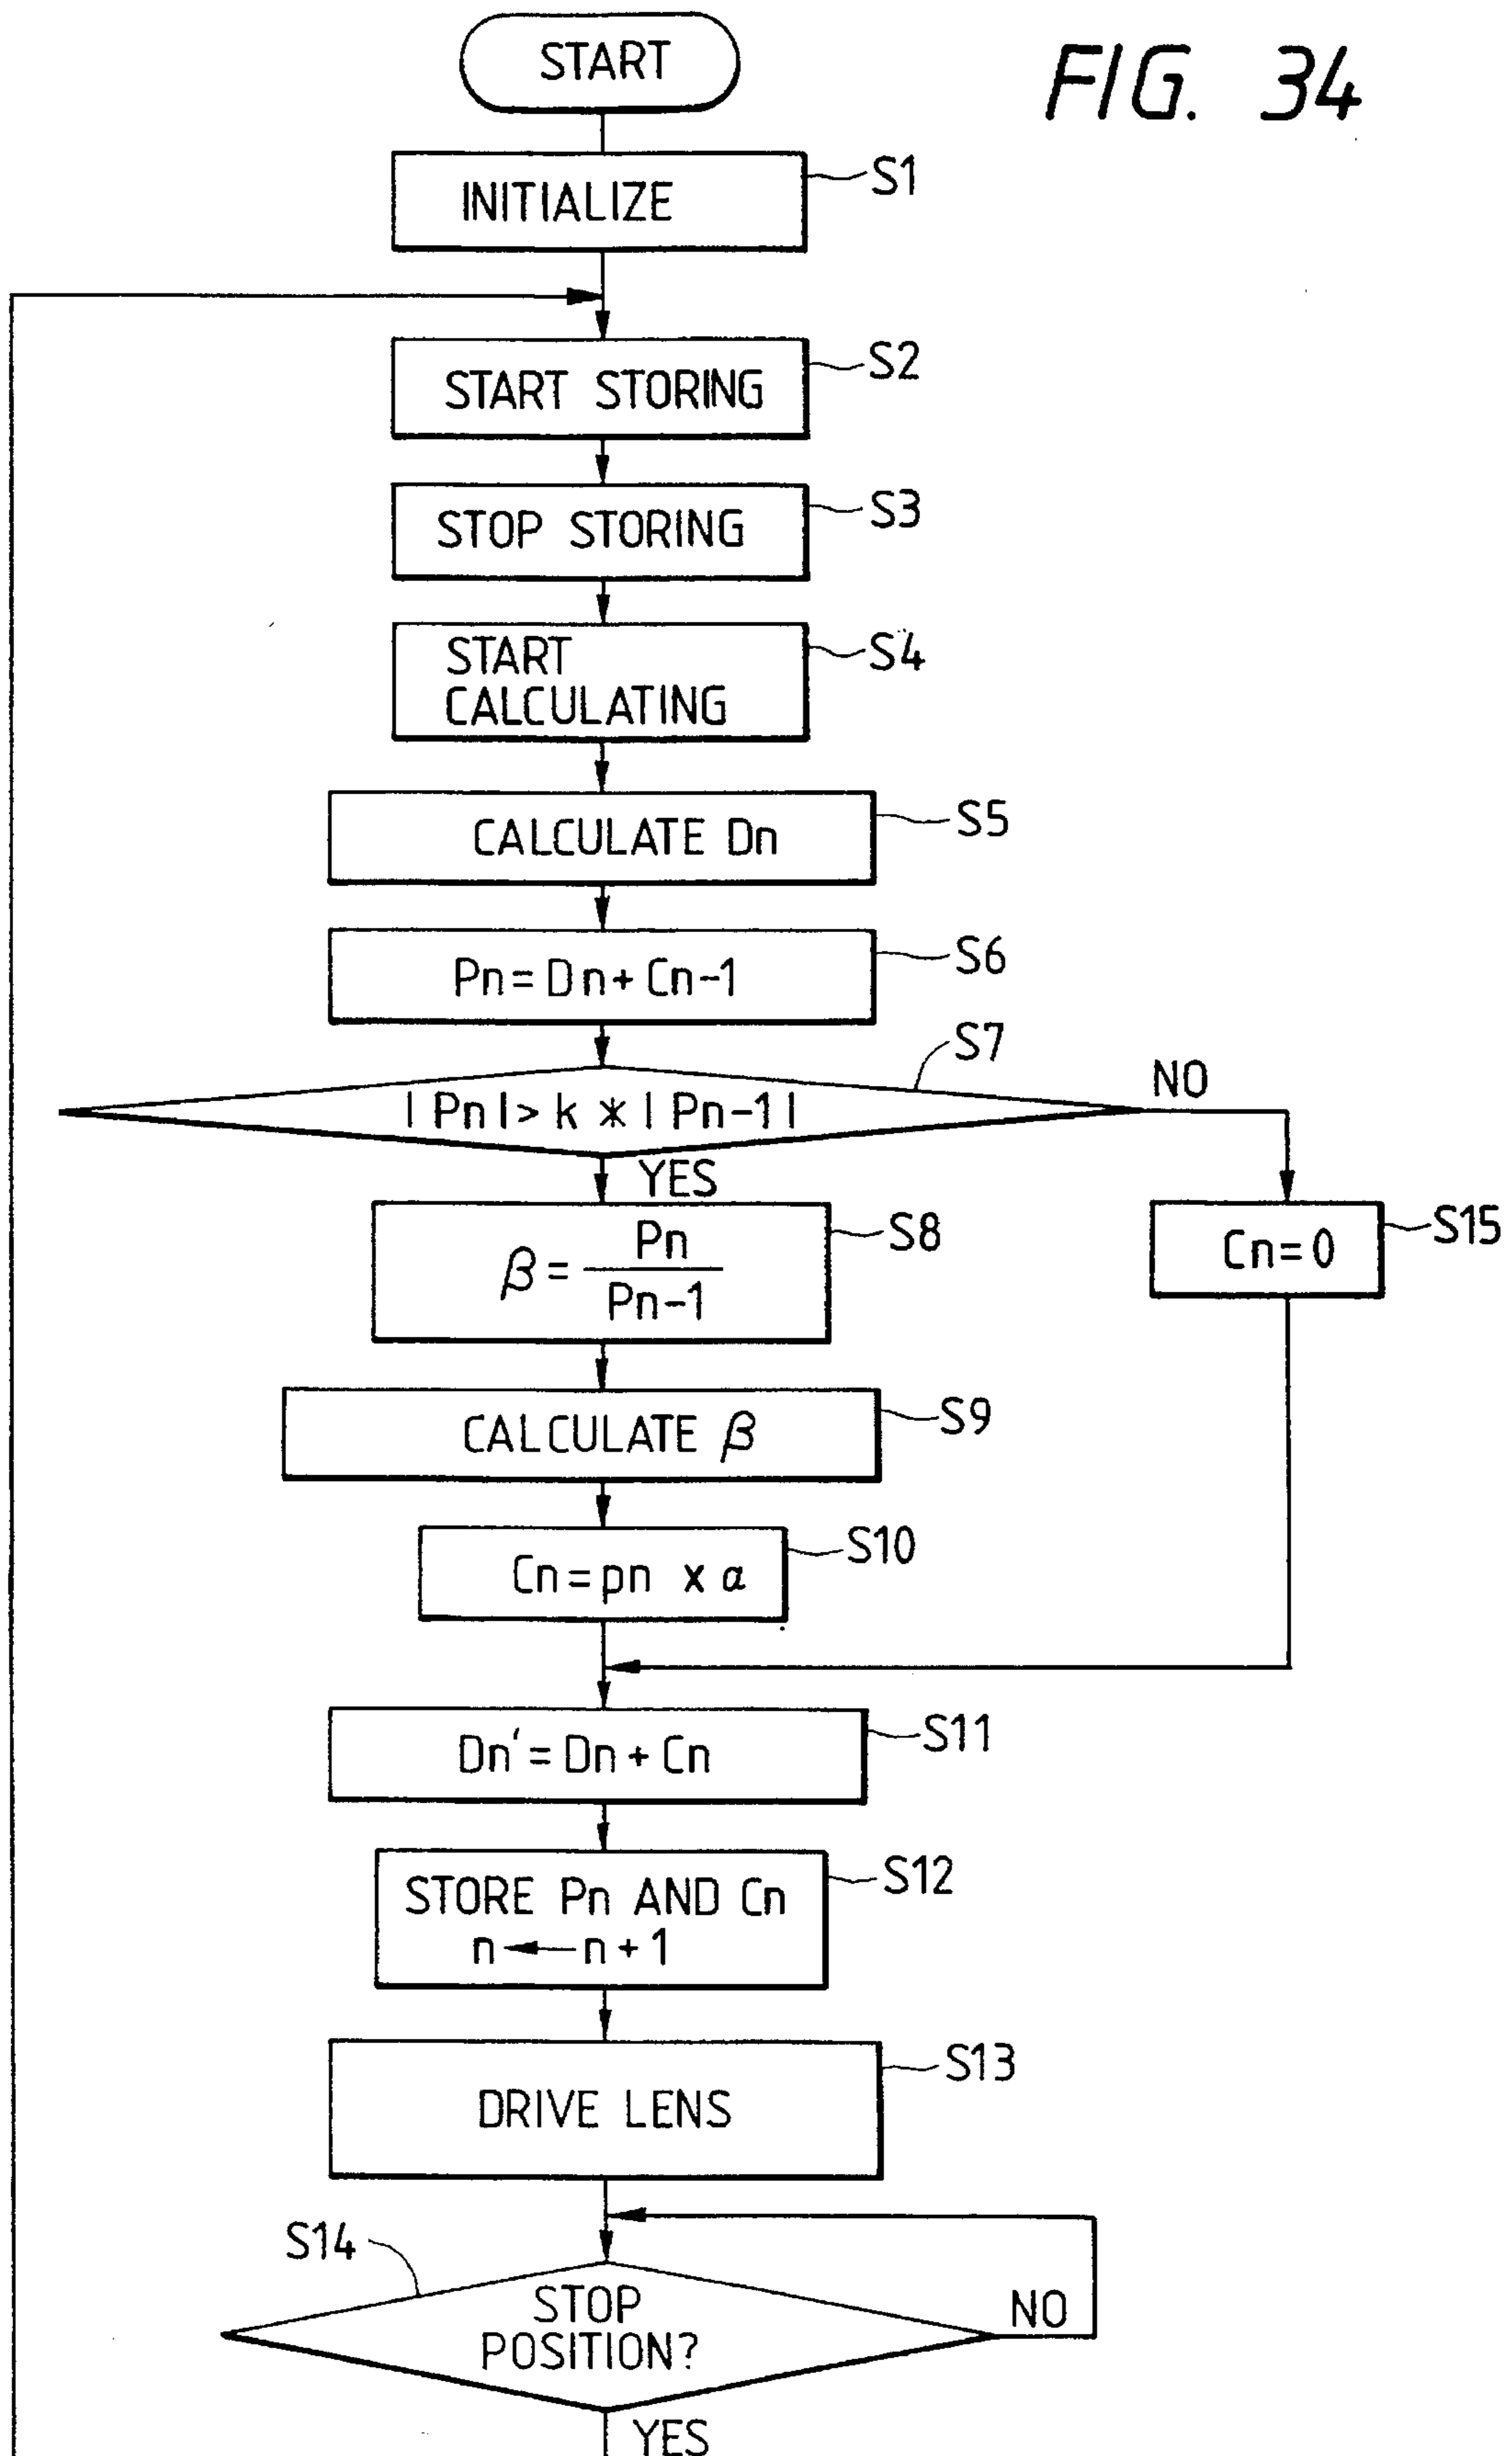 START
FIG. 34
INITIALIZE
S1
START STORING
S2
STOP STORING
S3
START
CALCULATING
S4
CALCULATE Dn
S5
Pn = Dn + Cn-1
S6
S7
| Pn | > k * | Pn-1 |
NO
YES
β = Pn / Pn-1
S8
Cn = 0
S15
CALCULATE β
S9
Cn = pn x α
S10
Dn' = Dn + Cn
S11
STORE Pn AND Cn
n ← n + 1
S12
DRIVE LENS
S13
S14
STOP
POSITION?
NO
YES